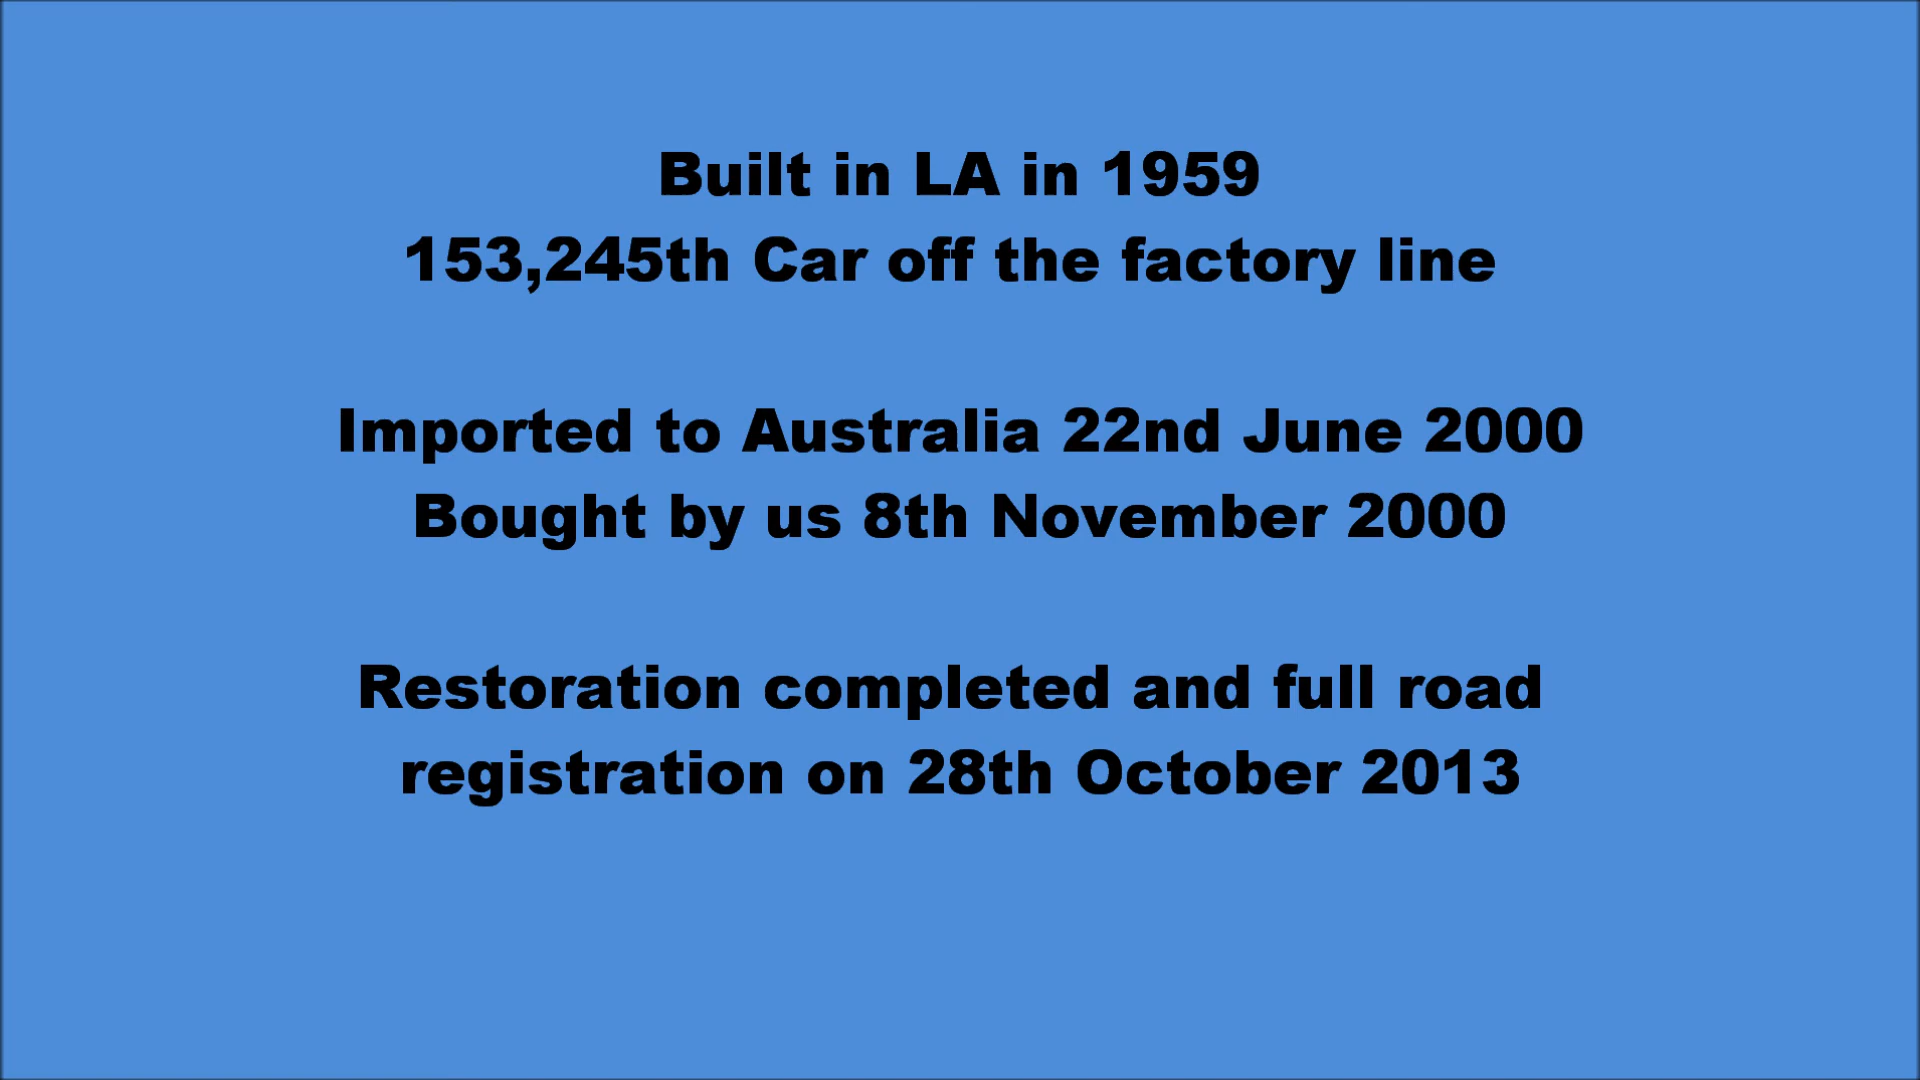 Built in LA in 1959
153,245th Car off the factory line
Imported to Australia 22nd June 2000
Bought by us 8th November 2000
Restoration completed and full road
registration on 28th October 2013